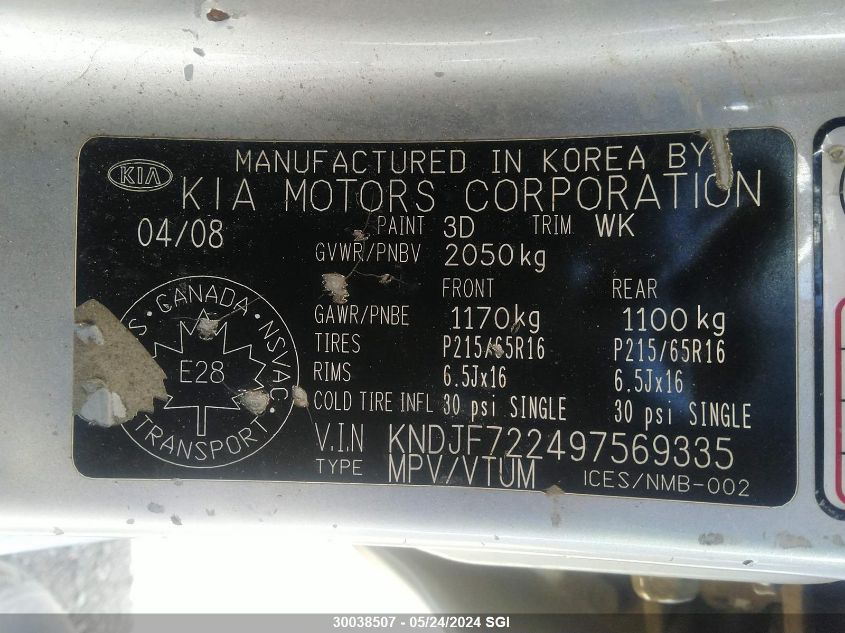 KIA
MANUFACTURED IN KOREA BY
KIA MOTORS CORPORATION
04/08 PAINT 3D TRIM WK
GVWR/PNBV 2050kg
FRONT REAR
GAWR/PNBE 1170kg 1100kg
TIRES P215/65R16 P215/65R16
RIMS 6.5Jx16 6.5Jx16
COLD TIRE INFL 30 psi SINGLE 30 psi SINGLE
V.I.N KNDJF722497569335
TYPE MPV/VTUM ICES/NMB-002
S·CANADA·NSVAC·
E28
TRANSPORT
30038507 - 05/24/2024 SGI